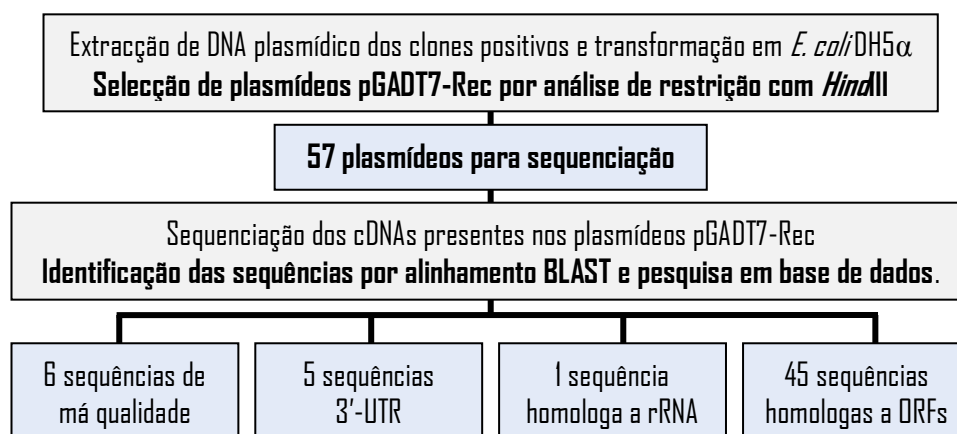 Extracção de DNA plasmídico dos clones positivos e transformação em E. coli DH5α
Selecção de plasmídeos pGADT7-Rec por análise de restrição com HindIII
57 plasmídeos para sequenciação
Sequenciação dos cDNAs presentes nos plasmídeos pGADT7-Rec
Identificação das sequências por alinhamento BLAST e pesquisa em base de dados.
6 sequências de
má qualidade
5 sequências
3'-UTR
1 sequência
homologa a rRNA
45 sequências
homologas a ORFs